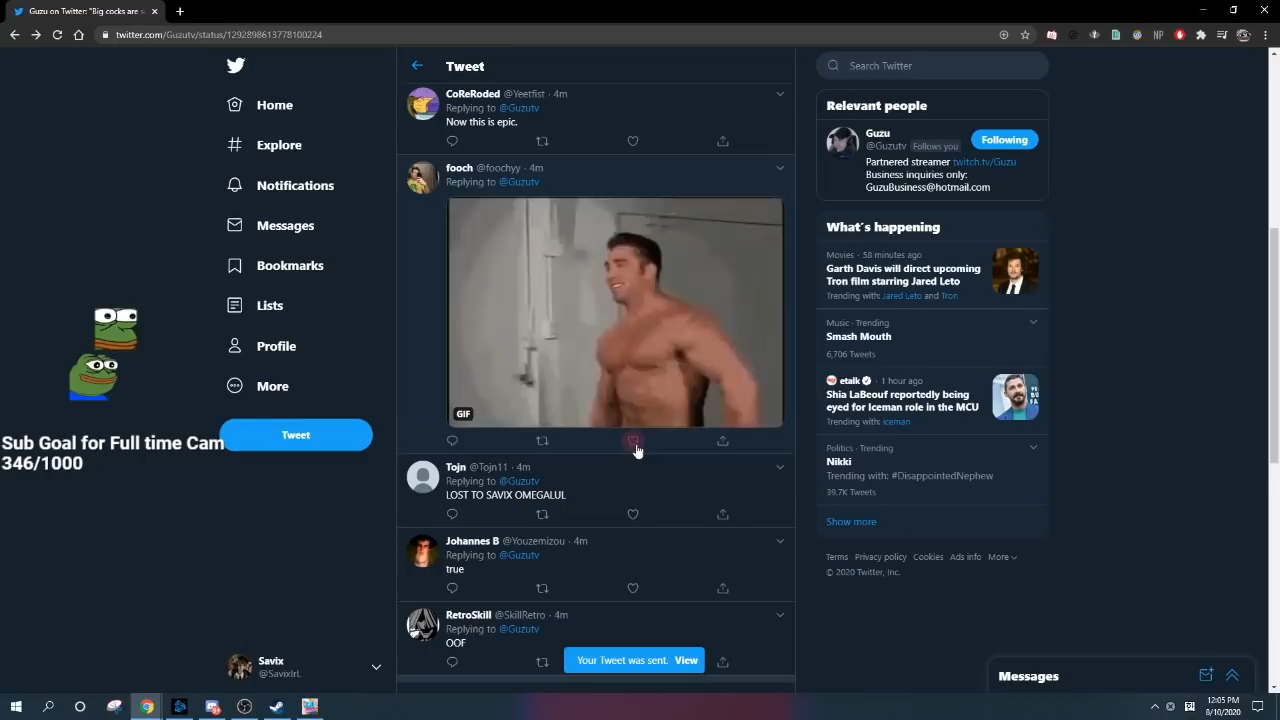 Guzu on Twitter: "Big cocks are s
twitter.com/Guzutv/status/1292898613778100224
NP
Home
Explore
Notifications
Messages
Bookmarks
Lists
Profile
More
Tweet
Sub Goal for Full time Cam
346/1000
Savix
@SavixIrL
Tweet
CoReRoded @Yeetfist · 4m
Replying to @Guzutv
Now this is epic.
fooch @foochyy · 4m
Replying to @Guzutv
GIF
Tojn @Tojn11 · 4m
Replying to @Guzutv
LOST TO SAVIX OMEGALUL
Johannes B @Youzemizou · 4m
Replying to @Guzutv
true
RetroSkill @SkillRetro · 4m
Replying to @Guzutv
OOF
Your Tweet was sent. View
Search Twitter
Relevant people
Guzu
@Guzutv Follows you
Following
Partnered streamer twitch.tv/Guzu
Business inquiries only:
GuzuBusiness@hotmail.com
What's happening
Movies · 58 minutes ago
Garth Davis will direct upcoming
Tron film starring Jared Leto
Trending with: Jared Leto and Tron
Music · Trending
Smash Mouth
6,706 Tweets
etalk · 1 hour ago
Shia LaBeouf reportedly being
eyed for Iceman role in the MCU
Trending with: Iceman
Politics · Trending
Nikki
Trending with: #DisappointedNephew
39.7K Tweets
Show more
Terms Privacy policy Cookies Ads info More
© 2020 Twitter, Inc.
Messages
12:05 PM
8/10/2020